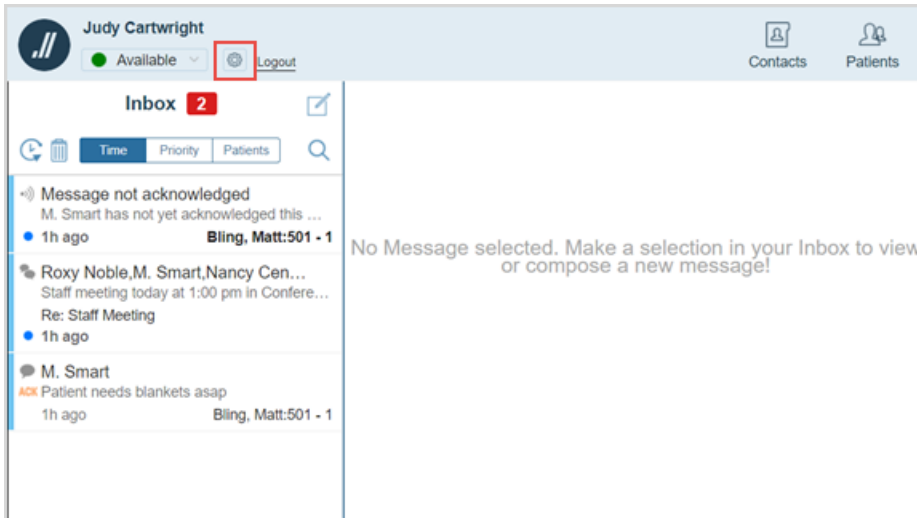 Judy Cartwright
Available
Logout
Contacts
Patients
Inbox 2
Time Priority Patients
Message not acknowledged
M. Smart has not yet acknowledged this ...
1h ago Bling, Matt:501 - 1
Roxy Noble,M. Smart,Nancy Cen...
Staff meeting today at 1:00 pm in Confere...
Re: Staff Meeting
1h ago
M. Smart
ACK Patient needs blankets asap
1h ago Bling, Matt:501 - 1
No Message selected. Make a selection in your Inbox to view
or compose a new message!